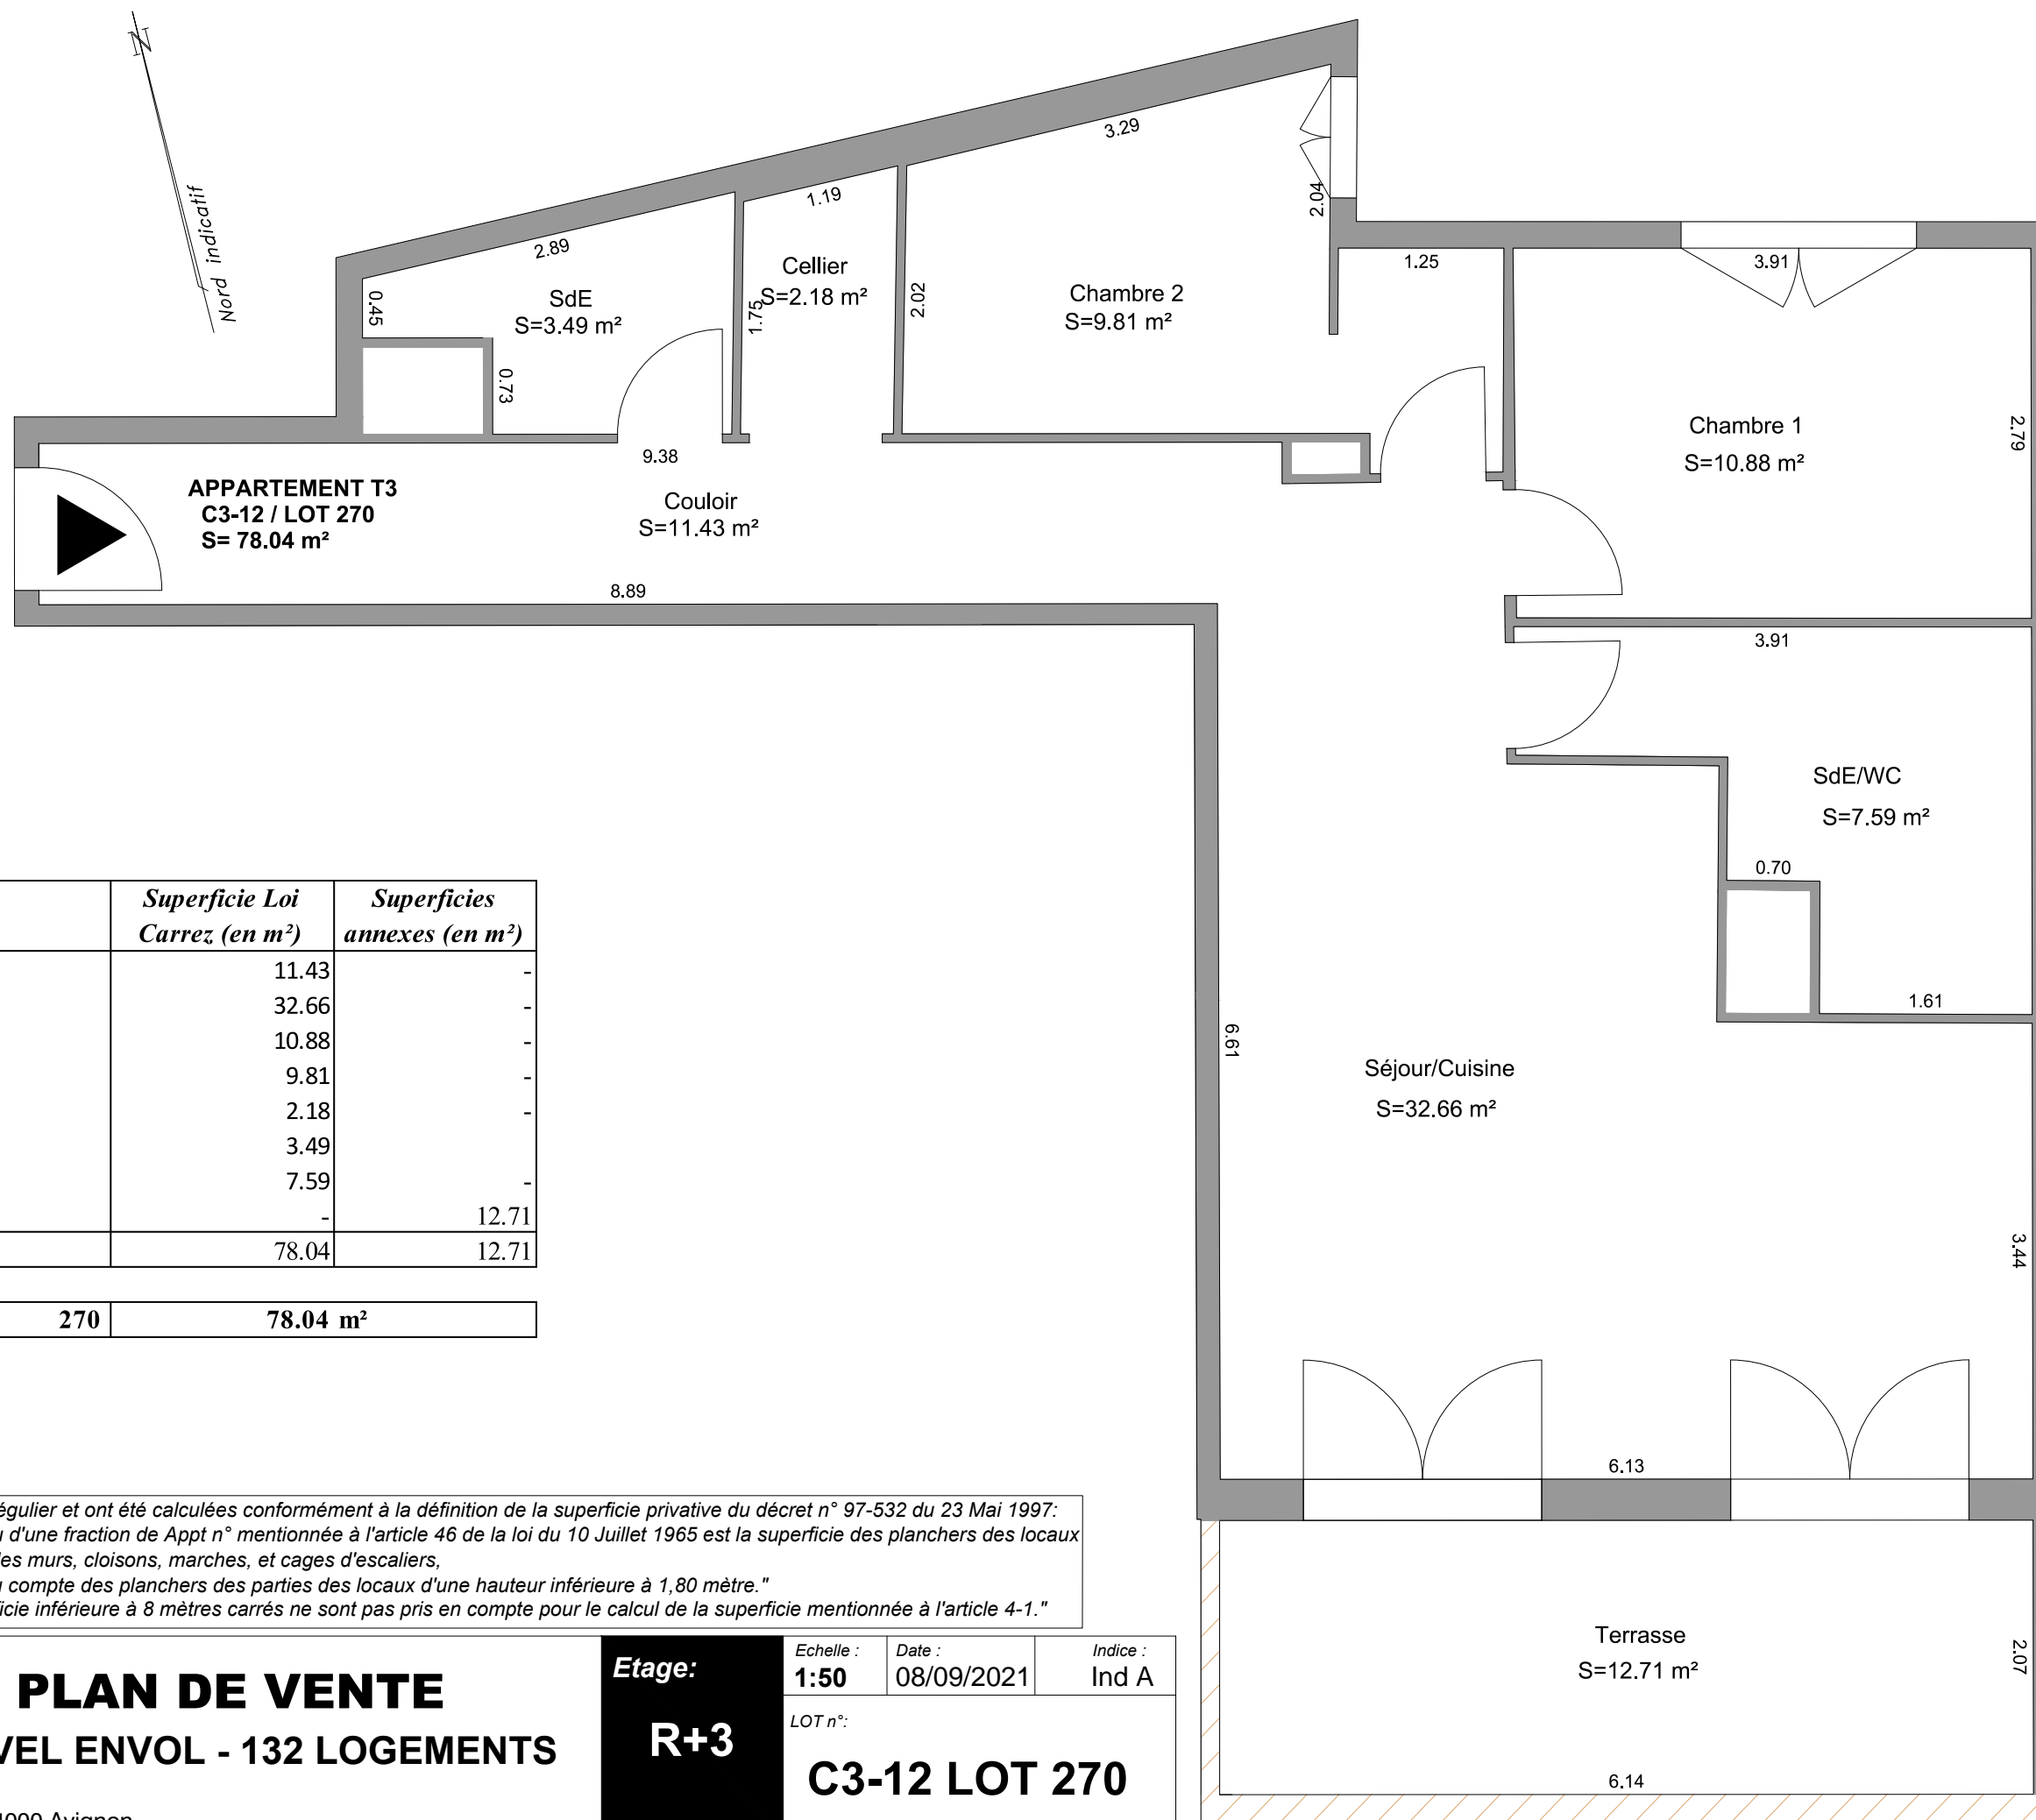 N
Nord indicatif
3.29
2.04
1.19
2.89
Cellier
S=2.18 m²
1.75
2.02
0.45
SdE
S=3.49 m²
0.73
Chambre 2
S=9.81 m²
1.25
3.91
Chambre 1
S=10.88 m²
2.79
9.38
APPARTEMENT T3
C3-12 / LOT 270
S= 78.04 m²
Couloir
S=11.43 m²
8.89
3.91
SdE/WC
S=7.59 m²
0.70
1.61
6.61
Séjour/Cuisine
S=32.66 m²
3.44
6.13
Terrasse
S=12.71 m²
2.07
6.14
Superficie Loi Carrez (en m²)
Superficies annexes (en m²)
11.43 -
32.66 -
10.88 -
9.81 -
2.18 -
3.49
7.59 -
- 12.71
78.04 12.71
270 78.04 m²
égulier et ont été calculées conformément à la définition de la superficie privative du décret n° 97-532 du 23 Mai 1997:
d'une fraction de Appt n° mentionnée à l'article 46 de la loi du 10 Juillet 1965 est la superficie des planchers des locaux
les murs, cloisons, marches, et cages d'escaliers,
compte des planchers des parties des locaux d'une hauteur inférieure à 1,80 mètre."
icie inférieure à 8 mètres carrés ne sont pas pris en compte pour le calcul de la superficie mentionnée à l'article 4-1."
PLAN DE VENTE
VEL ENVOL - 132 LOGEMENTS
000 Avignon
Etage:
R+3
Echelle :
1:50
Date :
08/09/2021
Indice :
Ind A
LOT n°:
C3-12 LOT 270